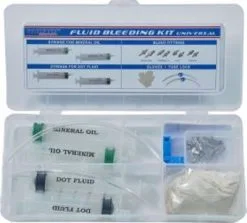 FLUID BLEEDING KIT UNIVERSAL
SYRINGE FOR MINERAL OIL
BLEED FITTINGS
SYRINGE FOR DOT FLUID
GLOVES / TUBE LOCK
MINERAL OIL
MINERAL OIL
DOT FLUID
DOT FLUID